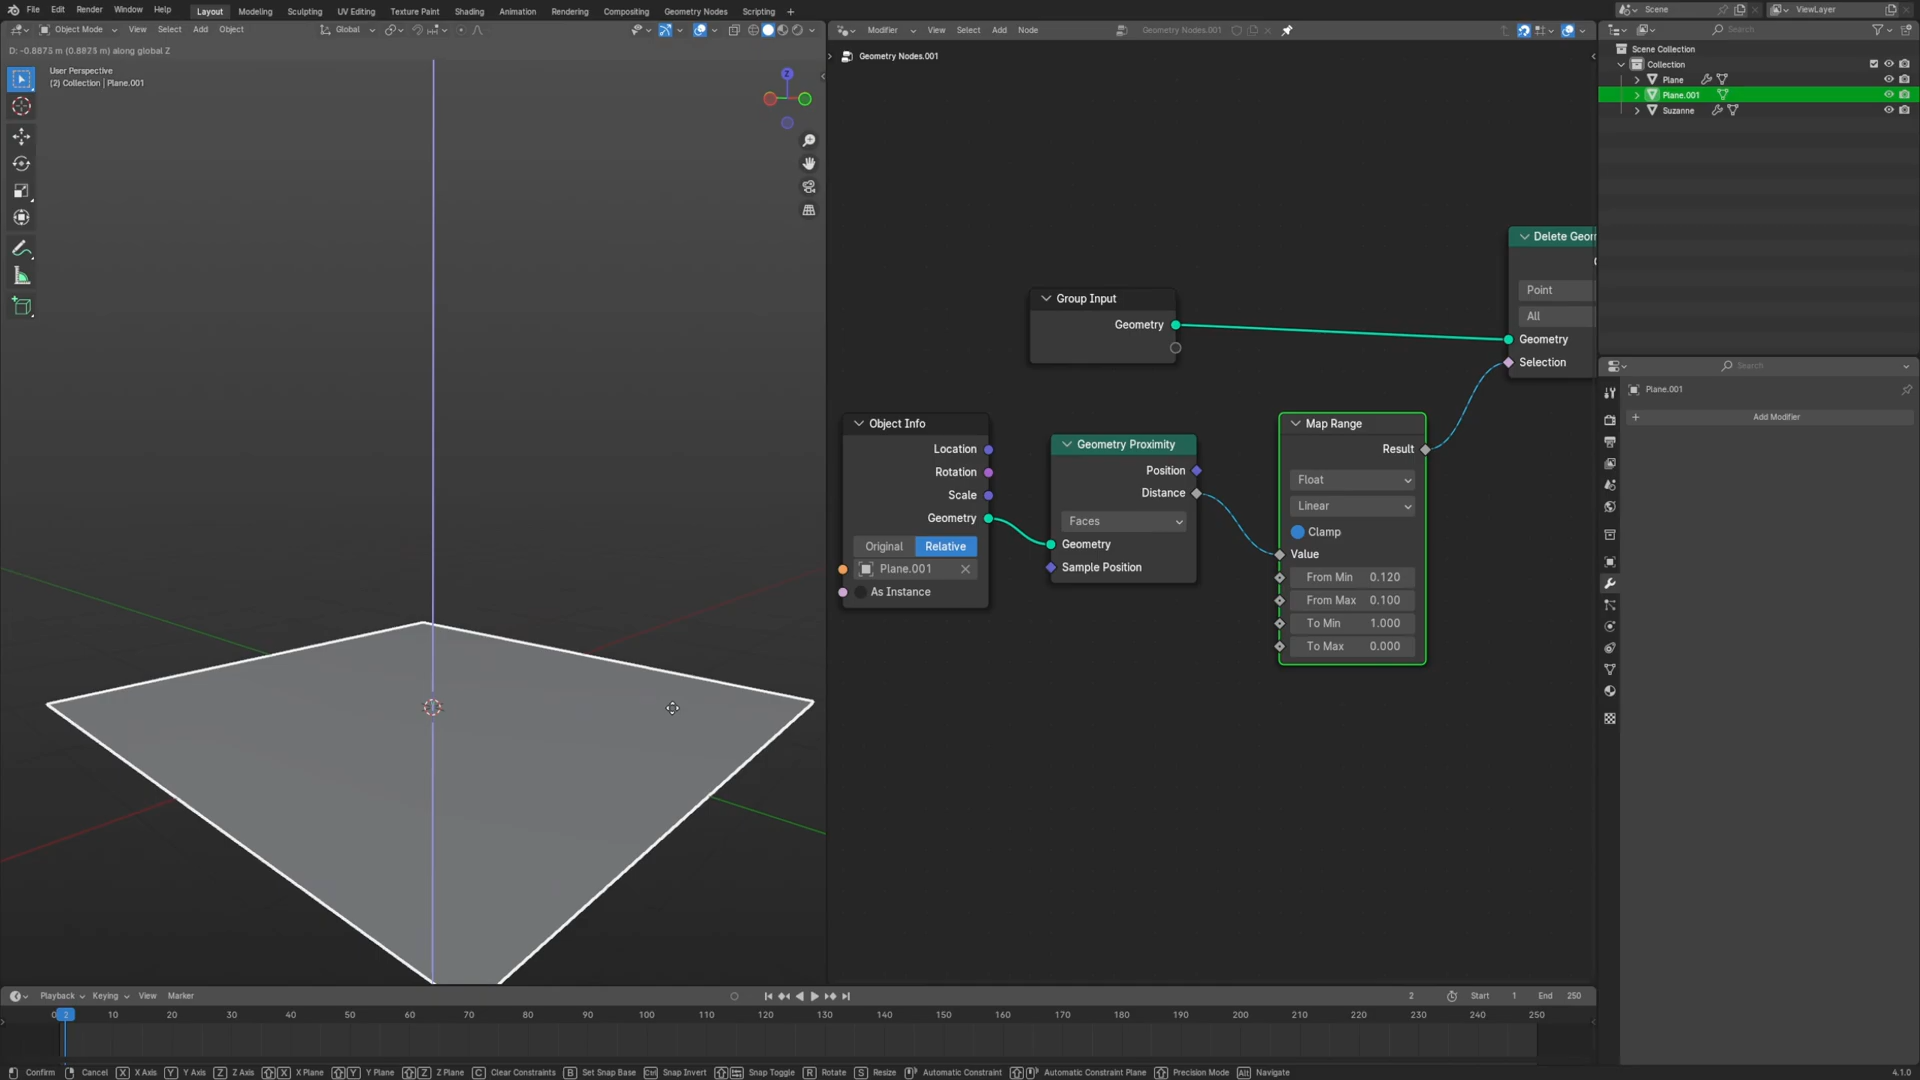 File Edit Render Window Help Layout Modeling Sculpting UV Editing Texture Paint Shading Animation Rendering Compositing Geometry Nodes Scripting + Scene ViewLayer
Object Mode View Select Add Object Global
Modifier View Select Add Node Geometry Nodes.001
Search
D: -0.8875 m (0.8875 m) along global Z
User Perspective
(2) Collection | Plane.001
Z
Geometry Nodes.001
Scene Collection
Collection
Plane
Plane.001
Suzanne
Delete Geom
Point
All
Geometry
Selection
Group Input
Geometry
Object Info
Location
Rotation
Scale
Geometry
Original Relative
Plane.001
As Instance
Geometry Proximity
Position
Distance
Faces
Geometry
Sample Position
Map Range
Result
Float
Linear
Clamp
Value
From Min 0.120
From Max 0.100
To Min 1.000
To Max 0.000
Search
Plane.001
+ Add Modifier
Playback Keying View Marker 2 Start 1 End 250
0 2 10 20 30 40 50 60 70 80 90 100 110 120 130 140 150 160 170 180 190 200 210 220 230 240 250
Confirm Cancel X X Axis Y Y Axis Z Z Axis X X Plane Y Y Plane Z Z Plane C Clear Constraints B Set Snap Base Ctrl Snap Invert Snap Toggle R Rotate S Resize Automatic Constraint Automatic Constraint Plane Precision Mode Alt Navigate 4.1.0